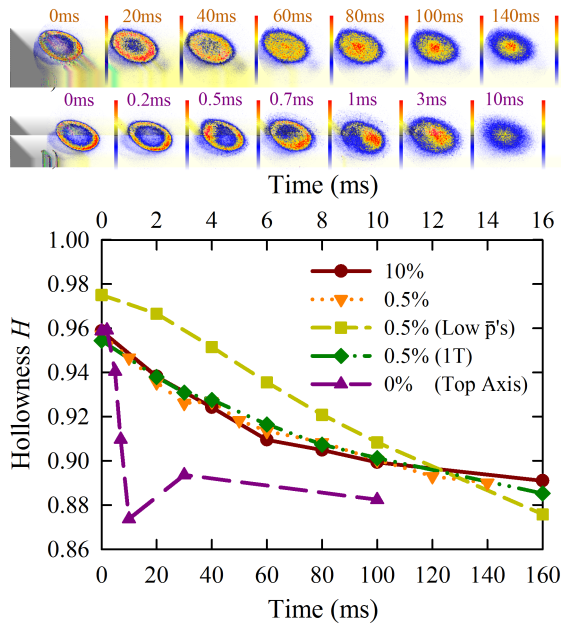 0ms 20ms 40ms 60ms 80ms 100ms 140ms
0ms 0.2ms 0.5ms 0.7ms 1ms 3ms 10ms
Time (ms)
0 2 4 6 8 10 12 14 16
1.00
0.98
0.96
0.94
0.92
0.90
0.88
0.86
Hollowness H
10%
0.5%
0.5% (Low p̄'s)
0.5% (1T)
0% (Top Axis)
0 20 40 60 80 100 120 140 160
Time (ms)